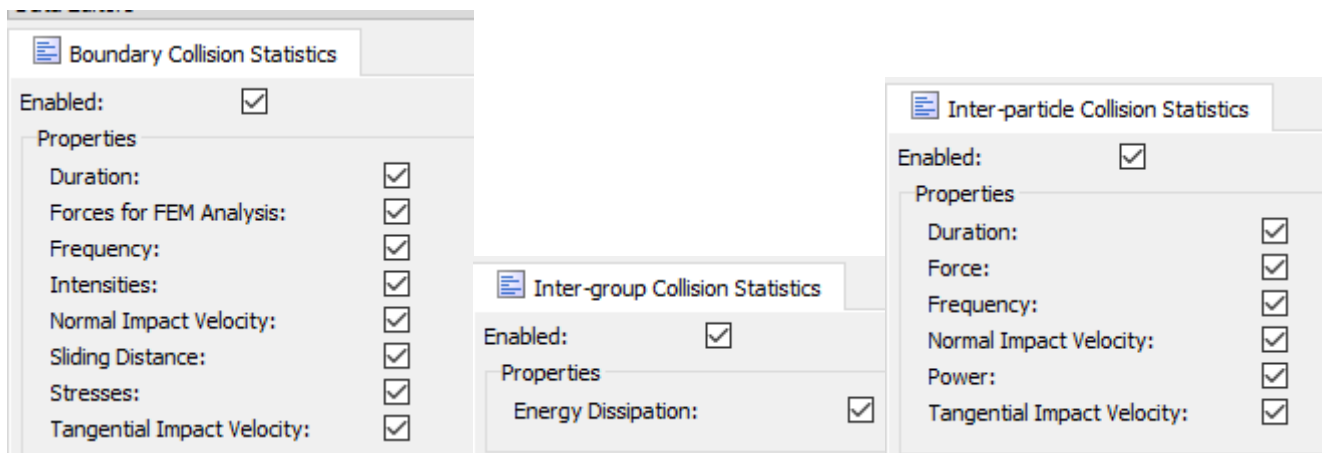 Boundary Collision Statistics
Enabled:
Properties
Duration:
Forces for FEM Analysis:
Frequency:
Intensities:
Normal Impact Velocity:
Sliding Distance:
Stresses:
Tangential Impact Velocity:
Inter-group Collision Statistics
Enabled:
Properties
Energy Dissipation:
Inter-particle Collision Statistics
Enabled:
Properties
Duration:
Force:
Frequency:
Normal Impact Velocity:
Power:
Tangential Impact Velocity: